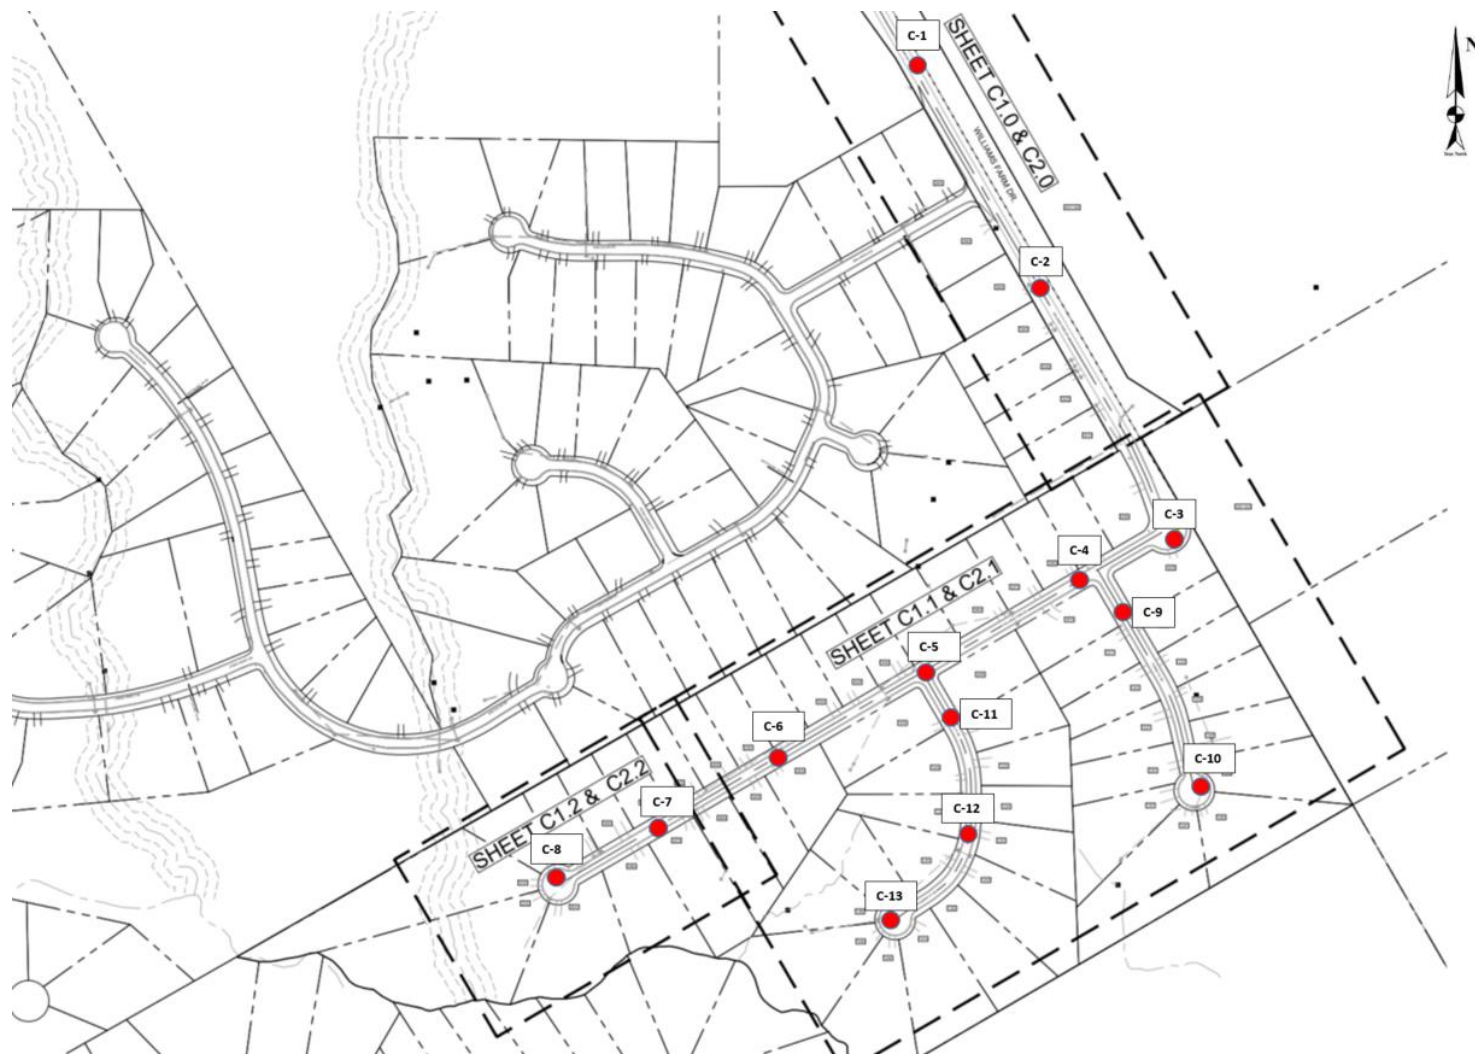 C-1
N
SHEET C1.0 & C2.0
WILLIAMS FARM DR.
C-2
C-3
C-4
C-9
SHEET C1.1 & C2.1
C-5
C-11
C-6
C-10
SHEET C1.2 & C2.2
C-7
C-12
C-8
C-13